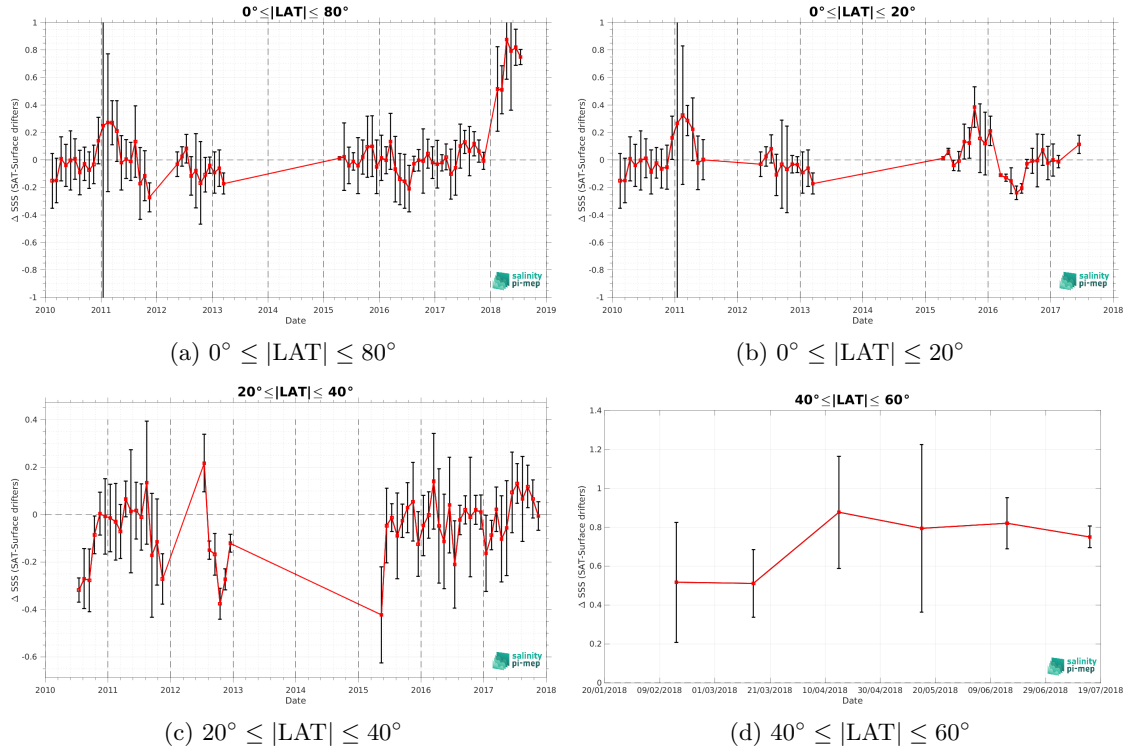 0°≤|LAT|≤ 80°
Δ SSS (SAT-Surface drifters)
1
0.8
0.6
0.4
0.2
0
-0.2
-0.4
-0.6
-0.8
-1
2010 2011 2012 2013 2014 2015 2016 2017 2018 2019
Date
salinity
pi-mep
(a) 0° ≤ |LAT| ≤ 80°
0°≤|LAT|≤ 20°
Δ SSS (SAT-Surface drifters)
1
0.8
0.6
0.4
0.2
0
-0.2
-0.4
-0.6
-0.8
-1
2010 2011 2012 2013 2014 2015 2016 2017 2018
Date
salinity
pi-mep
(b) 0° ≤ |LAT| ≤ 20°
20°≤|LAT|≤ 40°
Δ SSS (SAT-Surface drifters)
0.4
0.2
0
-0.2
-0.4
-0.6
2010 2011 2012 2013 2014 2015 2016 2017 2018
Date
salinity
pi-mep
(c) 20° ≤ |LAT| ≤ 40°
40°≤|LAT|≤ 60°
Δ SSS (SAT-Surface drifters)
1.4
1.2
1
0.8
0.6
0.4
0.2
0
20/01/2018 09/02/2018 01/03/2018 21/03/2018 10/04/2018 30/04/2018 20/05/2018 09/06/2018 29/06/2018 19/07/2018
Date
salinity
pi-mep
(d) 40° ≤ |LAT| ≤ 60°